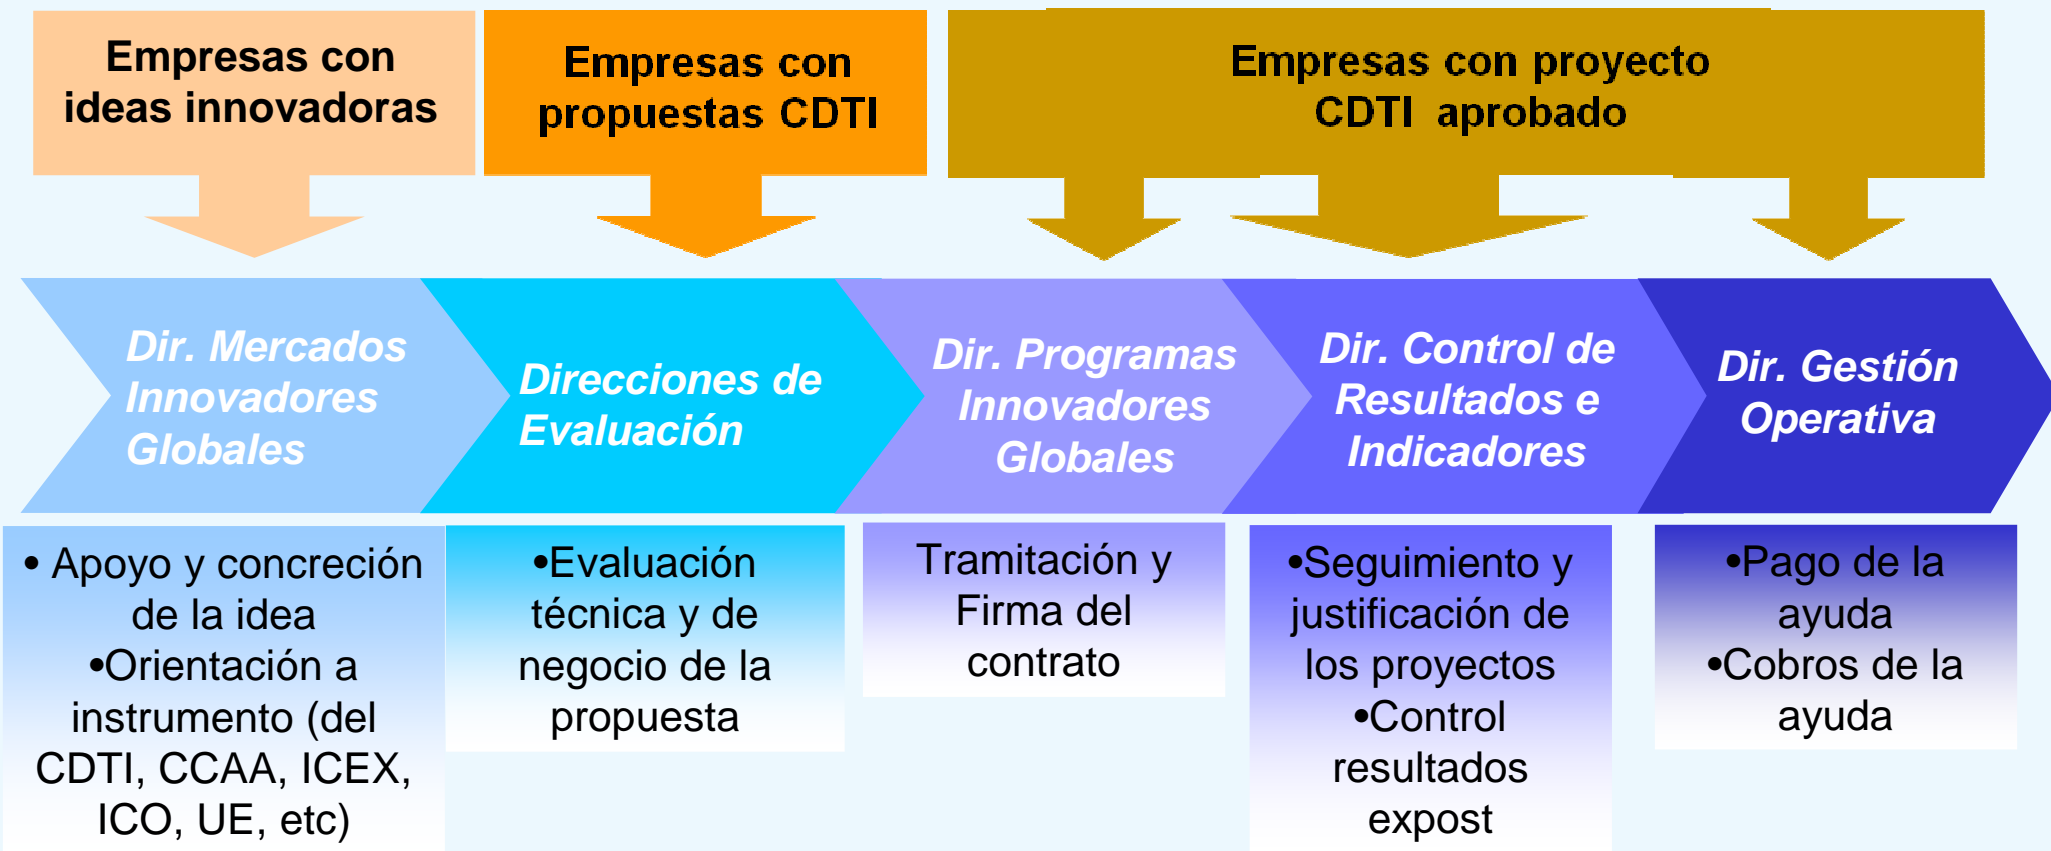 Empresas con
ideas innovadoras
Empresas con
propuestas CDTI
Empresas con proyecto
CDTI aprobado
Dir. Mercados
Innovadores
Globales
Direcciones de
Evaluación
Dir. Programas
Innovadores
Globales
Dir. Control de
Resultados e
Indicadores
Dir. Gestión
Operativa
• Apoyo y concreción
de la idea
•Orientación a
instrumento (del
CDTI, CCAA, ICEX,
ICO, UE, etc)
•Evaluación
técnica y de
negocio de la
propuesta
Tramitación y
Firma del
contrato
•Seguimiento y
justificación de
los proyectos
•Control
resultados
expost
•Pago de la
ayuda
•Cobros de la
ayuda